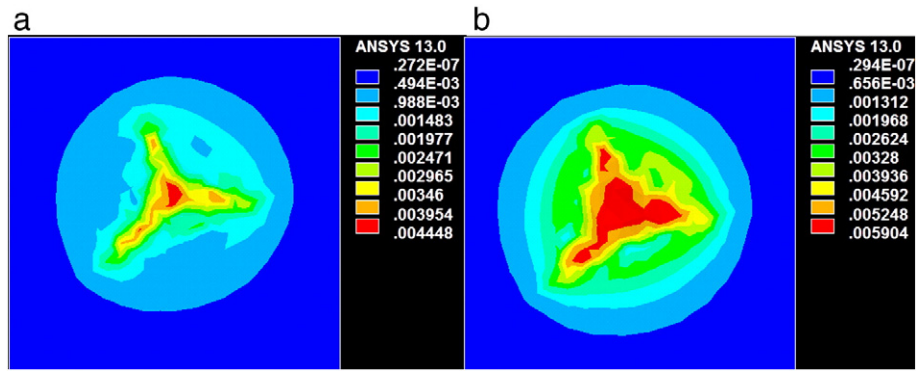 a
ANSYS 13.0
.272E-07
.494E-03
.988E-03
.001483
.001977
.002471
.002965
.00346
.003954
.004448
b
ANSYS 13.0
.294E-07
.656E-03
.001312
.001968
.002624
.00328
.003936
.004592
.005248
.005904